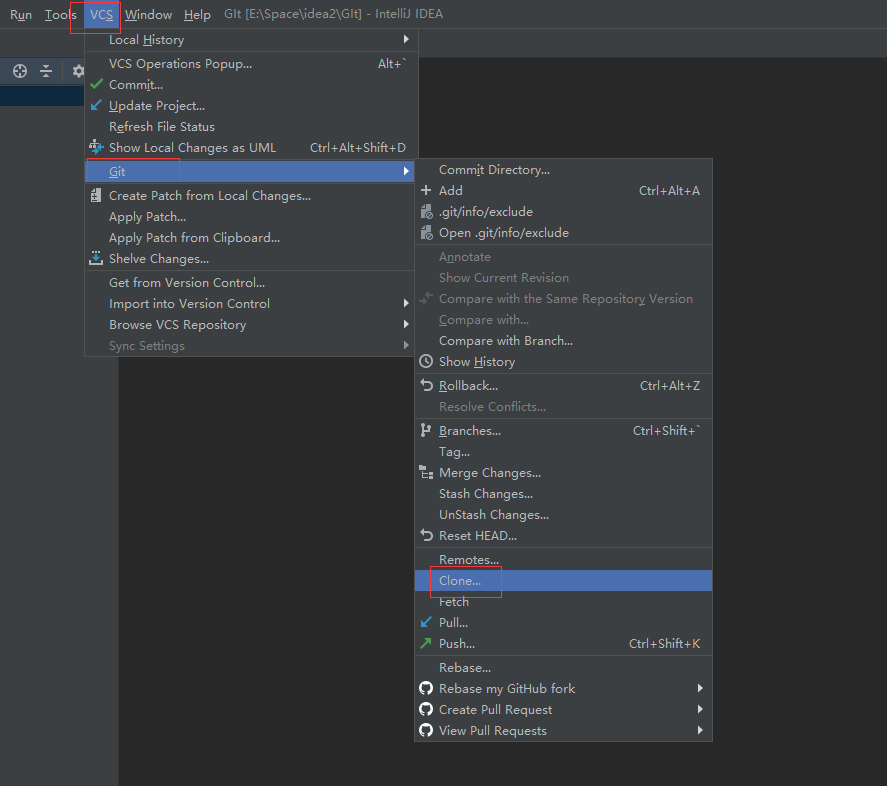 Run Tools VCS Window Help GIt [E:\Space\idea2\GIt] - IntelliJ IDEA
Local History
VCS Operations Popup... Alt+`
Commit...
Update Project...
Refresh File Status
Show Local Changes as UML Ctrl+Alt+Shift+D
Git
Create Patch from Local Changes...
Apply Patch...
Apply Patch from Clipboard...
Shelve Changes...
Get from Version Control...
Import into Version Control
Browse VCS Repository
Sync Settings
Commit Directory...
Add Ctrl+Alt+A
.git/info/exclude
Open .git/info/exclude
Annotate
Show Current Revision
Compare with the Same Repository Version
Compare with...
Compare with Branch...
Show History
Rollback... Ctrl+Alt+Z
Resolve Conflicts...
Branches... Ctrl+Shift+`
Tag...
Merge Changes...
Stash Changes...
UnStash Changes...
Reset HEAD...
Remotes...
Clone...
Fetch
Pull...
Push... Ctrl+Shift+K
Rebase...
Rebase my GitHub fork
Create Pull Request
View Pull Requests